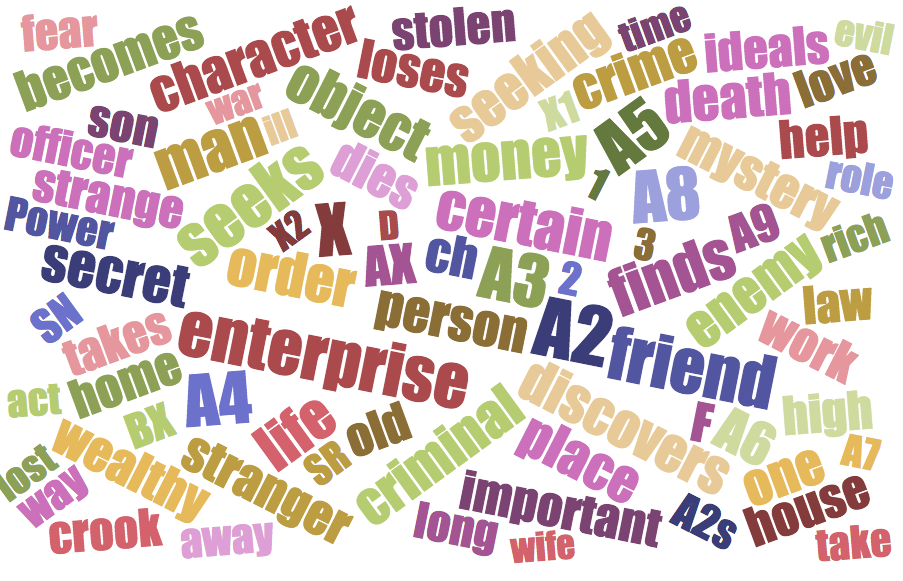 fear
becomes
character
stolen
loses
seeking
time
crime
ideals
evil
love
war
object
X1
death
son
man
ill
officer
strange
seeks
dies
money
A5
1
mystery
help
role
A8
Power
secret
X2
X
D
certain
3
finds
A9
rich
order
AX
ch
A3
2
enemy
law
SN
takes
enterprise
person
A2
friend
work
act
home
BX
A4
life
SR
old
criminal
discovers
F
A6
high
A7
lost
way
wealthy
stranger
place
one
house
crook
away
long
important
wife
A2s
take